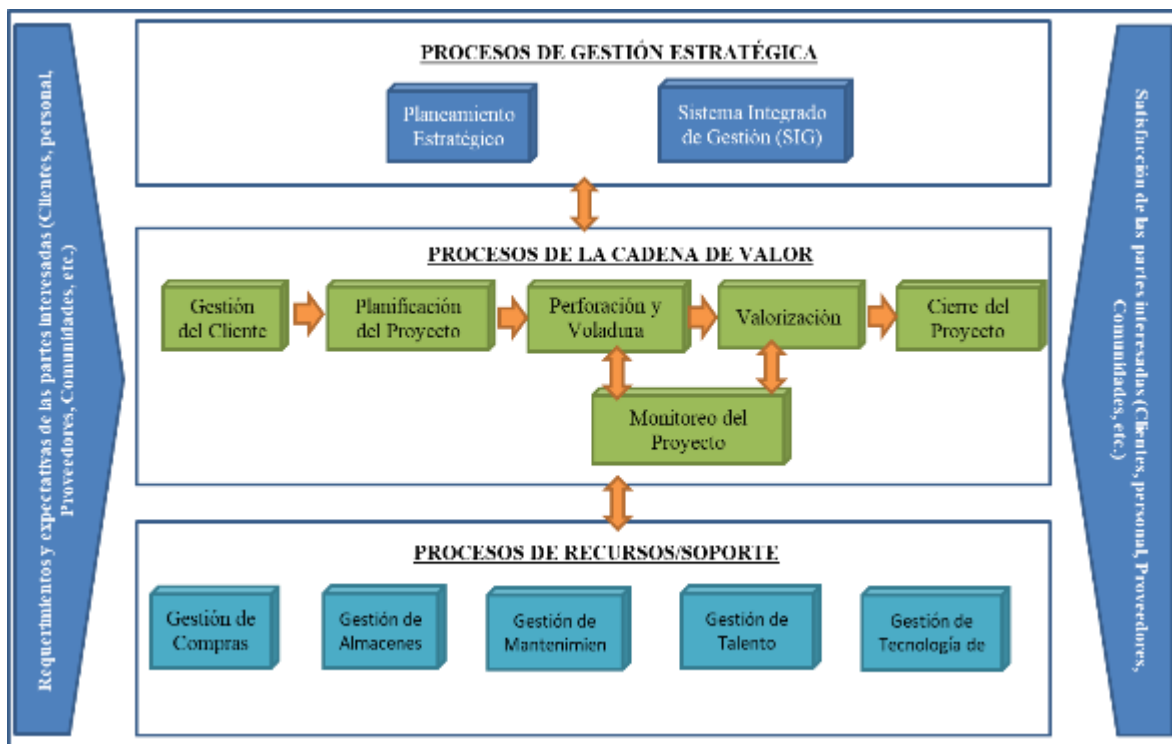 Requerimientos y expectativas de las partes interesadas (Clientes, personal,
Proveedores, Comunidades, etc.)
PROCESOS DE GESTIÓN ESTRATÉGICA
Planeamiento
Estratégico
Sistema Integrado
de Gestión (SIG)
PROCESOS DE LA CADENA DE VALOR
Gestión
del Cliente
Planificación
del Proyecto
Perforación y
Voladura
Valorización
Cierre del
Proyecto
Monitoreo del
Proyecto
PROCESOS DE RECURSOS/SOPORTE
Gestión de
Compras
Gestión de
Almacenes
Gestión de
Mantenimien
Gestión de
Talento
Gestión de
Tecnología de
Satisfacción de las partes interesadas (Clientes, personal, Proveedores,
Comunidades, etc.)